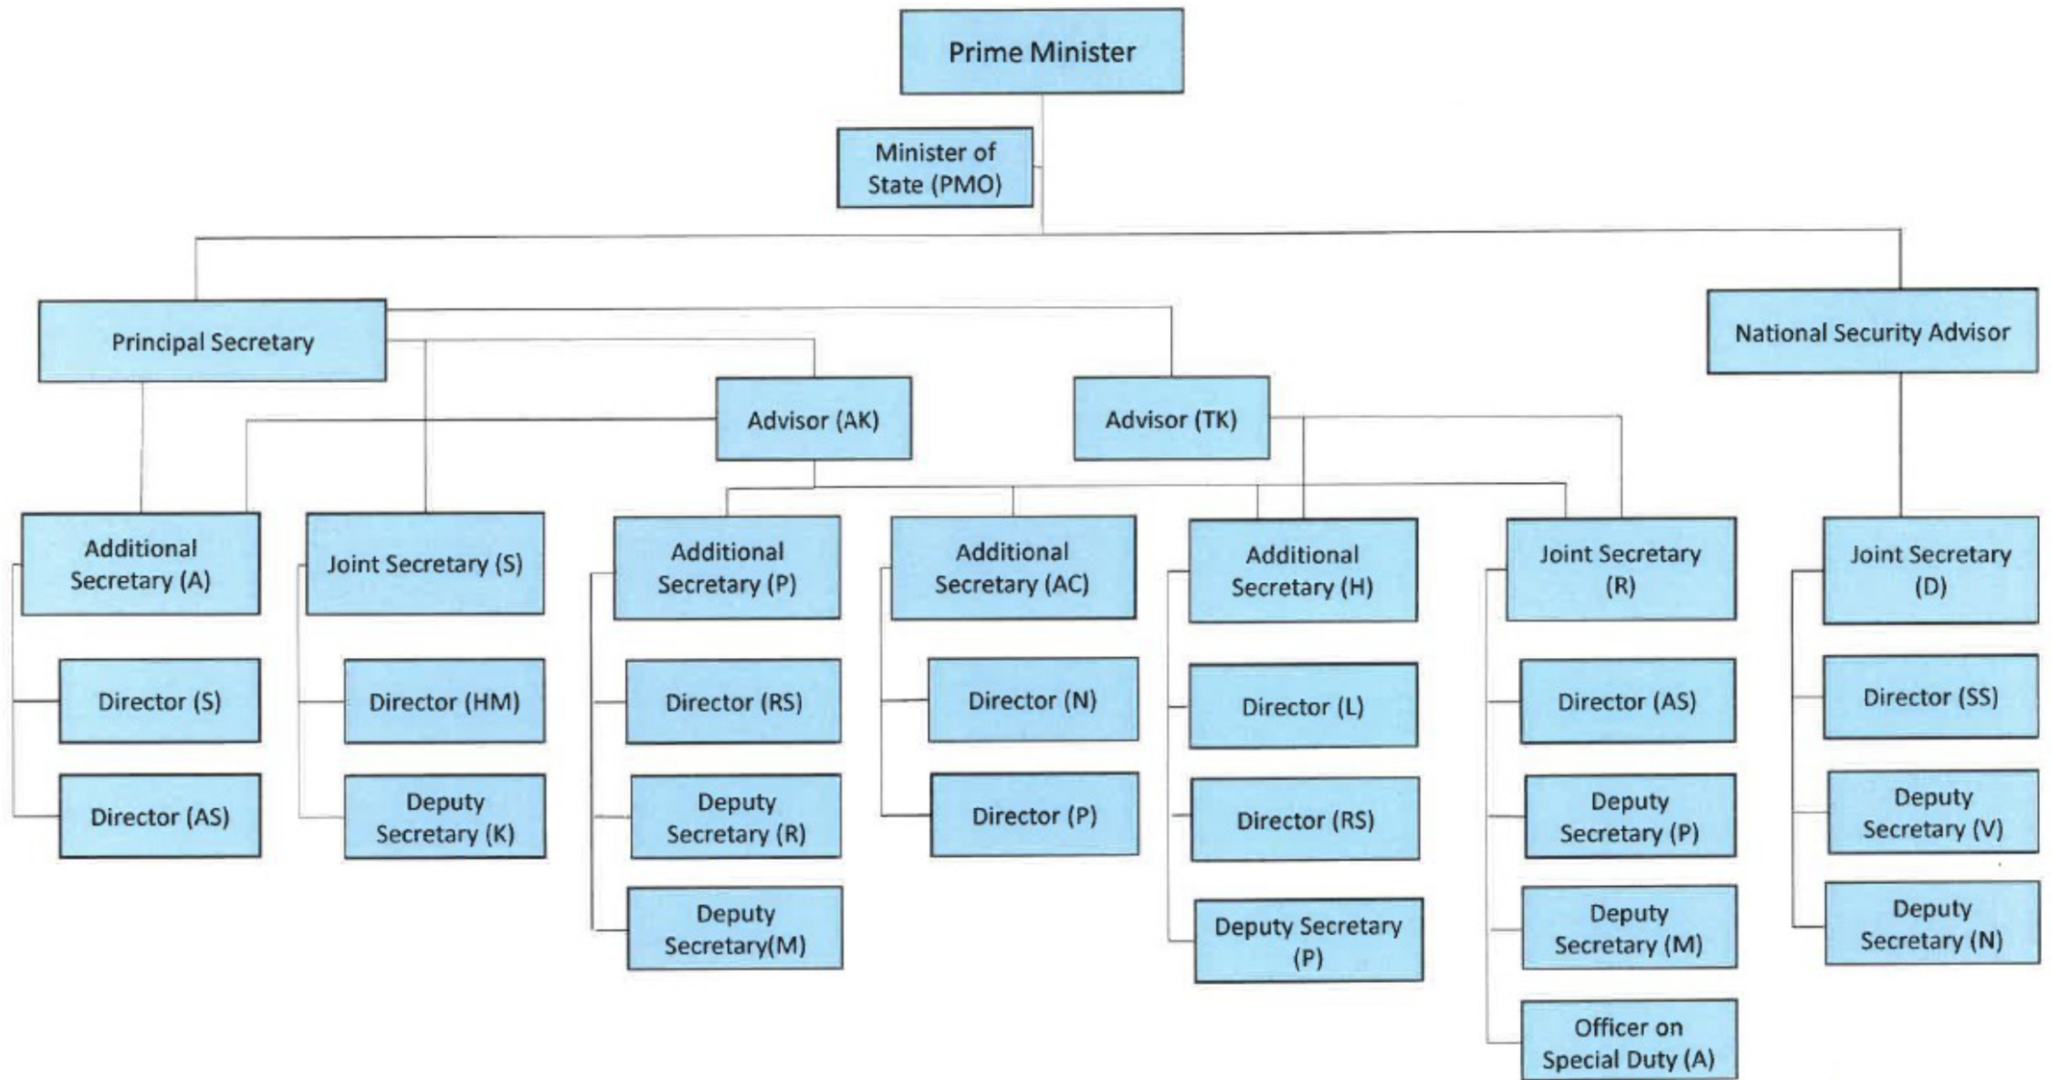 Prime Minister
Minister of
State (PMO)
Principal Secretary
National Security Advisor
Advisor (AK)
Advisor (TK)
Additional
Secretary (A)
Joint Secretary (S)
Additional
Secretary (P)
Additional
Secretary (AC)
Additional
Secretary (H)
Joint Secretary
(R)
Joint Secretary
(D)
Director (S)
Director (HM)
Director (RS)
Director (N)
Director (L)
Director (AS)
Director (SS)
Director (AS)
Deputy
Secretary (K)
Deputy
Secretary (R)
Director (P)
Director (RS)
Deputy
Secretary (P)
Deputy
Secretary (V)
Deputy
Secretary(M)
Deputy Secretary
(P)
Deputy
Secretary (M)
Deputy
Secretary (N)
Officer on
Special Duty (A)